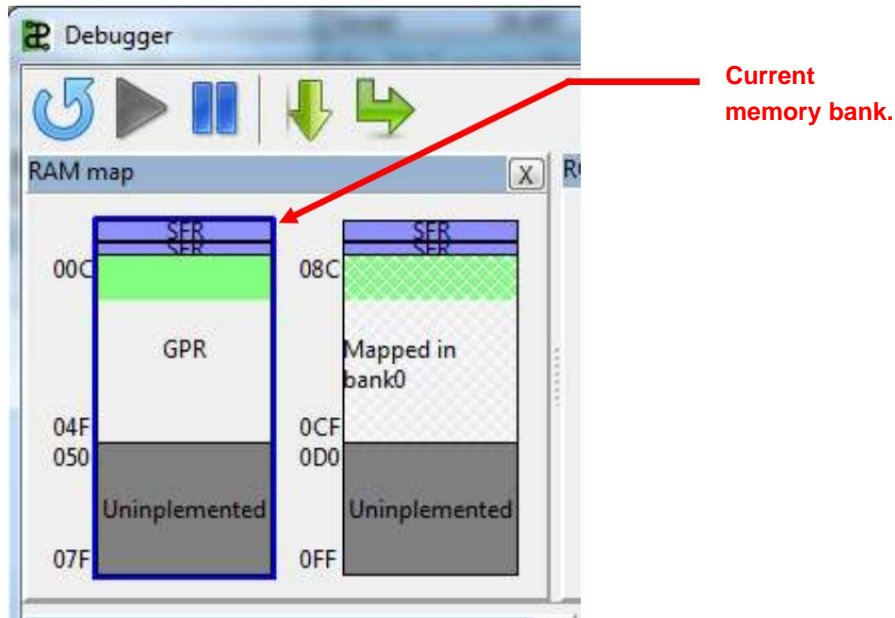 Debugger
Current
memory bank.
RAM map
X
SFR
SFR
SFR
SFR
00C
08C
GPR
Mapped in
bank0
04F
0CF
050
0D0
Uninplemented
Uninplemented
07F
0FF